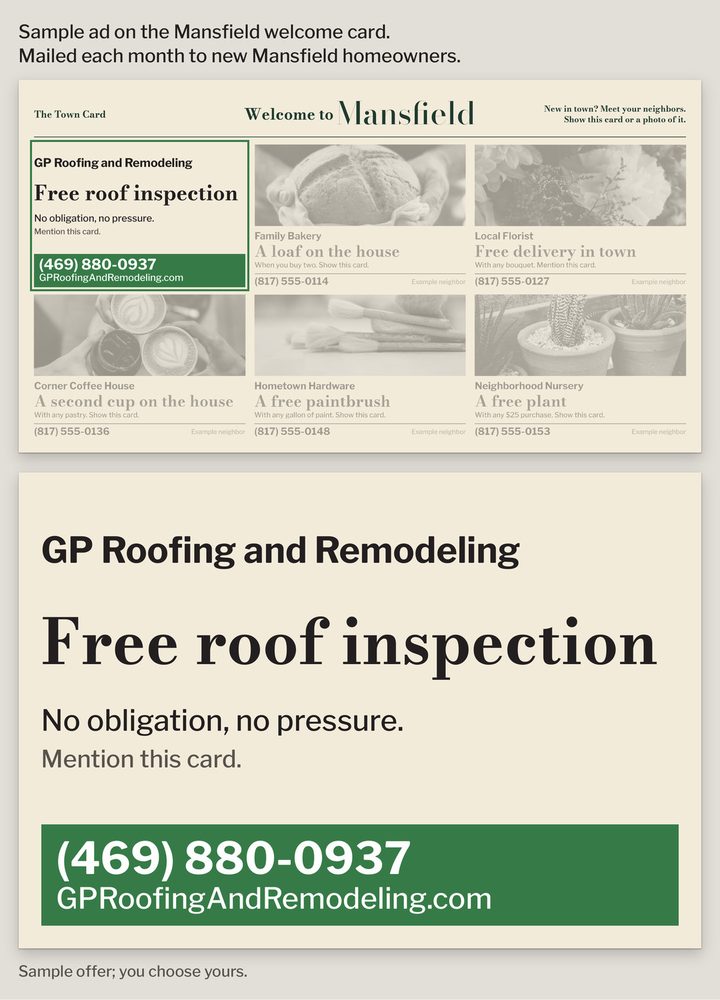 Sample ad on the Mansfield welcome card.
Mailed each month to new Mansfield homeowners.
The Town Card
Welcome to Mansfield
New in town? Meet your neighbors.
Show this card or a photo of it.
GP Roofing and Remodeling
Free roof inspection
No obligation, no pressure.
Mention this card.
(469) 880-0937
GPRoofingAndRemodeling.com
Family Bakery
A loaf on the house
When you buy two. Show this card.
(817) 555-0114
Example neighbor
Local Florist
Free delivery in town
With any bouquet. Mention this card.
(817) 555-0127
Example neighbor
Corner Coffee House
A second cup on the house
With any pastry. Show this card.
(817) 555-0136
Example neighbor
Hometown Hardware
A free paintbrush
With any gallon of paint. Show this card.
(817) 555-0148
Example neighbor
Neighborhood Nursery
A free plant
With any $25 purchase. Show this card.
(817) 555-0153
Example neighbor
GP Roofing and Remodeling
Free roof inspection
No obligation, no pressure.
Mention this card.
(469) 880-0937
GPRoofingAndRemodeling.com
Sample offer; you choose yours.